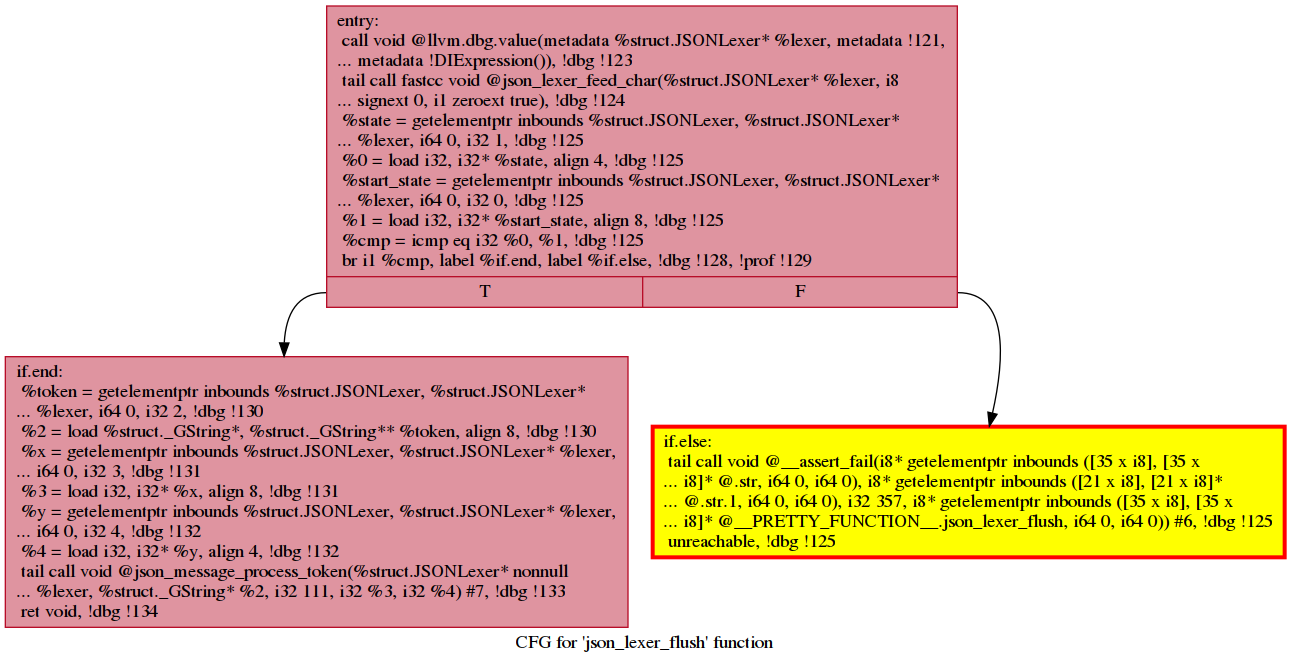 entry:
call void @llvm.dbg.value(metadata %struct.JSONLexer* %lexer, metadata !121,
... metadata !DIExpression()), !dbg !123
tail call fastcc void @json_lexer_feed_char(%struct.JSONLexer* %lexer, i8
... signext 0, i1 zeroext true), !dbg !124
%state = getelementptr inbounds %struct.JSONLexer, %struct.JSONLexer*
... %lexer, i64 0, i32 1, !dbg !125
%0 = load i32, i32* %state, align 4, !dbg !125
%start_state = getelementptr inbounds %struct.JSONLexer, %struct.JSONLexer*
... %lexer, i64 0, i32 0, !dbg !125
%1 = load i32, i32* %start_state, align 8, !dbg !125
%cmp = icmp eq i32 %0, %1, !dbg !125
br i1 %cmp, label %if.end, label %if.else, !dbg !128, !prof !129
T
F
if.end:
%token = getelementptr inbounds %struct.JSONLexer, %struct.JSONLexer*
... %lexer, i64 0, i32 2, !dbg !130
%2 = load %struct._GString*, %struct._GString** %token, align 8, !dbg !130
%x = getelementptr inbounds %struct.JSONLexer, %struct.JSONLexer* %lexer,
... i64 0, i32 3, !dbg !131
%3 = load i32, i32* %x, align 8, !dbg !131
%y = getelementptr inbounds %struct.JSONLexer, %struct.JSONLexer* %lexer,
... i64 0, i32 4, !dbg !132
%4 = load i32, i32* %y, align 4, !dbg !132
tail call void @json_message_process_token(%struct.JSONLexer* nonnull
... %lexer, %struct._GString* %2, i32 111, i32 %3, i32 %4) #7, !dbg !133
ret void, !dbg !134
if.else:
tail call void @__assert_fail(i8* getelementptr inbounds ([35 x i8], [35 x
... i8]* @.str, i64 0, i64 0), i8* getelementptr inbounds ([21 x i8], [21 x i8]*
... @.str.1, i64 0, i64 0), i32 357, i8* getelementptr inbounds ([35 x i8], [35 x
... i8]* @__PRETTY_FUNCTION__.json_lexer_flush, i64 0, i64 0)) #6, !dbg !125
unreachable, !dbg !125
CFG for 'json_lexer_flush' function